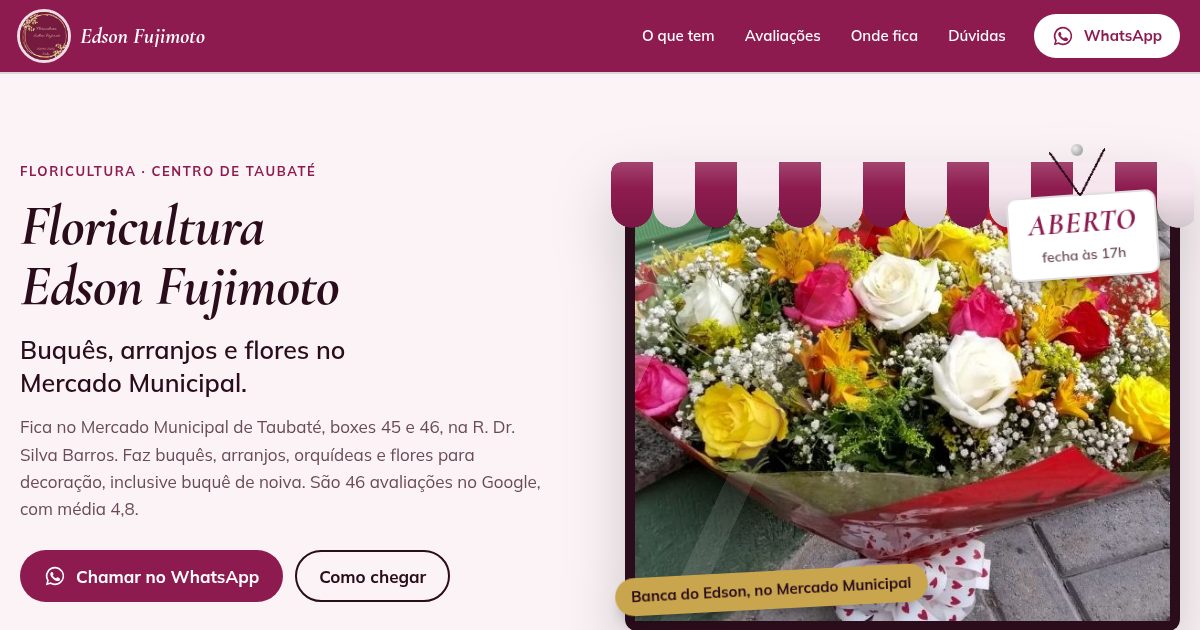 Edson Fujimoto
O que tem
Avaliações
Onde fica
Dúvidas
WhatsApp
FLORICULTURA · CENTRO DE TAUBATÉ
Floricultura
Edson Fujimoto
Buquês, arranjos e flores no
Mercado Municipal.
Fica no Mercado Municipal de Taubaté, boxes 45 e 46, na R. Dr.
Silva Barros. Faz buquês, arranjos, orquídeas e flores para
decoração, inclusive buquê de noiva. São 46 avaliações no Google,
com média 4,8.
Chamar no WhatsApp
Como chegar
ABERTO
fecha às 17h
Banca do Edson, no Mercado Municipal